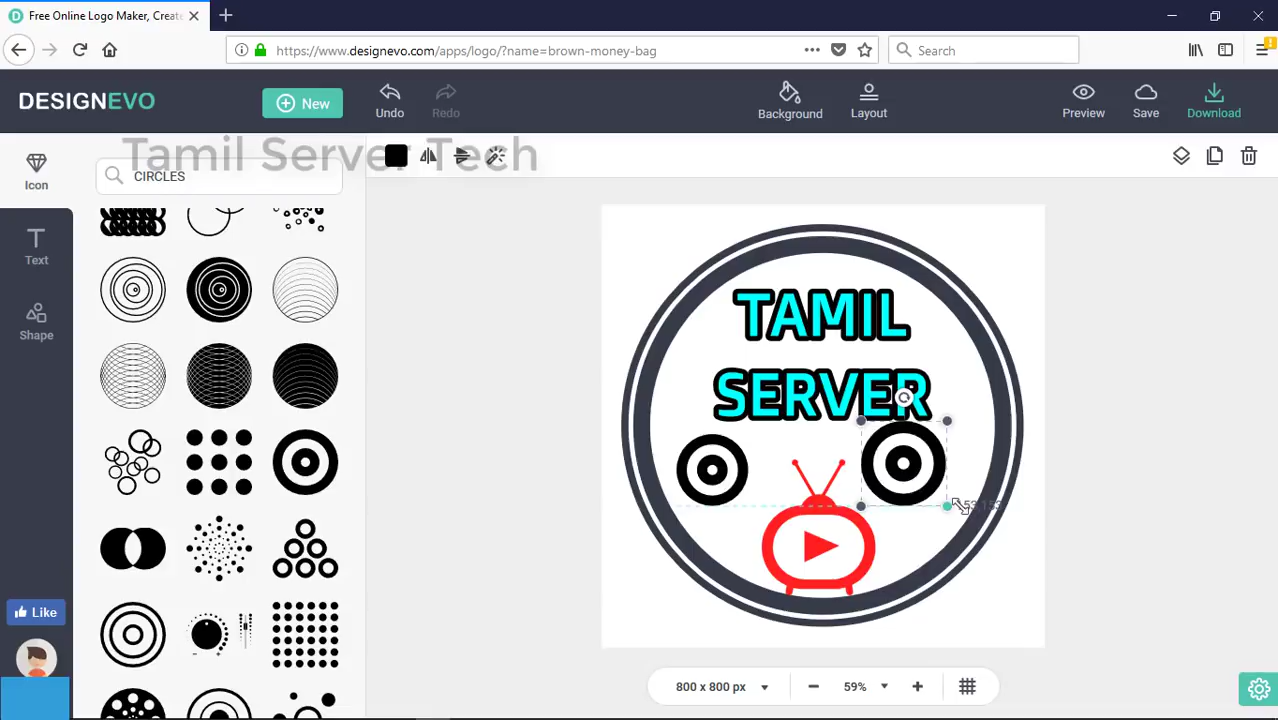 Free Online Logo Maker, Create
https://www.designevo.com/apps/logo/?name=brown-money-bag
Search
DESIGNEVO
New
Undo
Redo
Background
Layout
Preview
Save
Download
Tamil Server Tech
Icon
CIRCLES
Text
Shape
TAMIL
SERVER
Like
800 x 800 px
59%